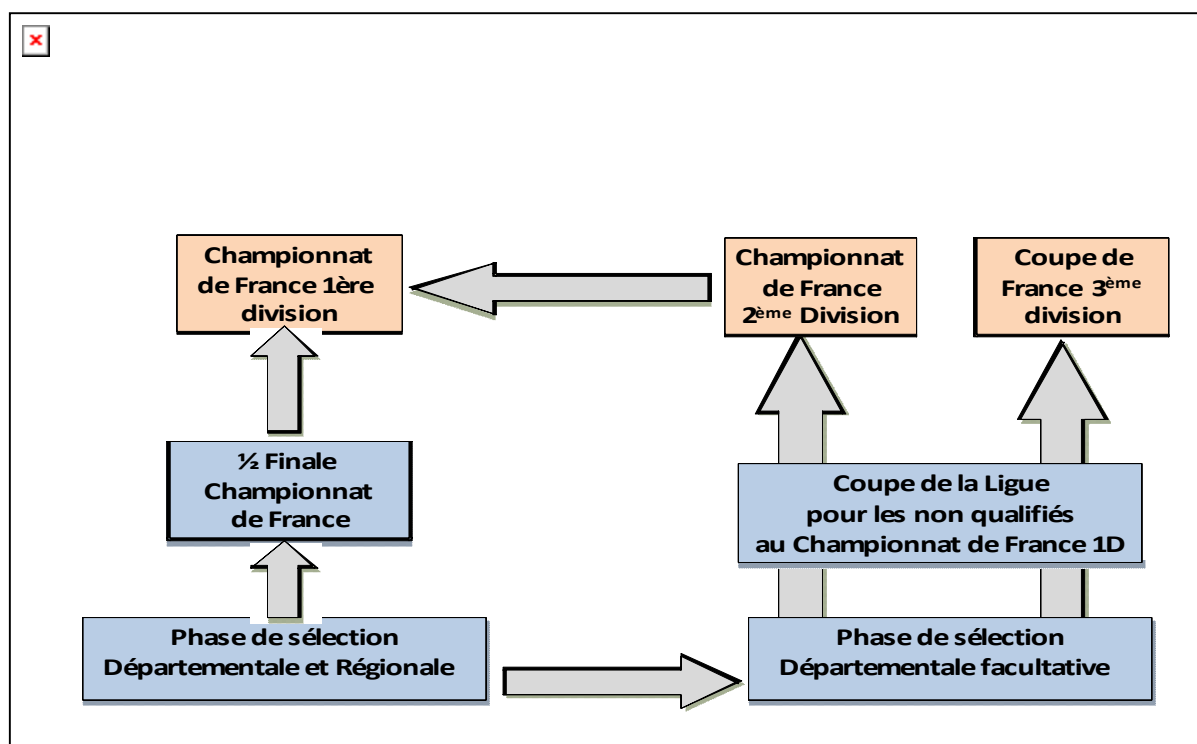 Championnat
de France 1ère
division
Championnat
de France
2ème Division
Coupe de
France 3ème
division
½ Finale
Championnat
de France
Coupe de la Ligue
pour les non qualifiés
au Championnat de France 1D
Phase de sélection
Départementale et Régionale
Phase de sélection
Départementale facultative